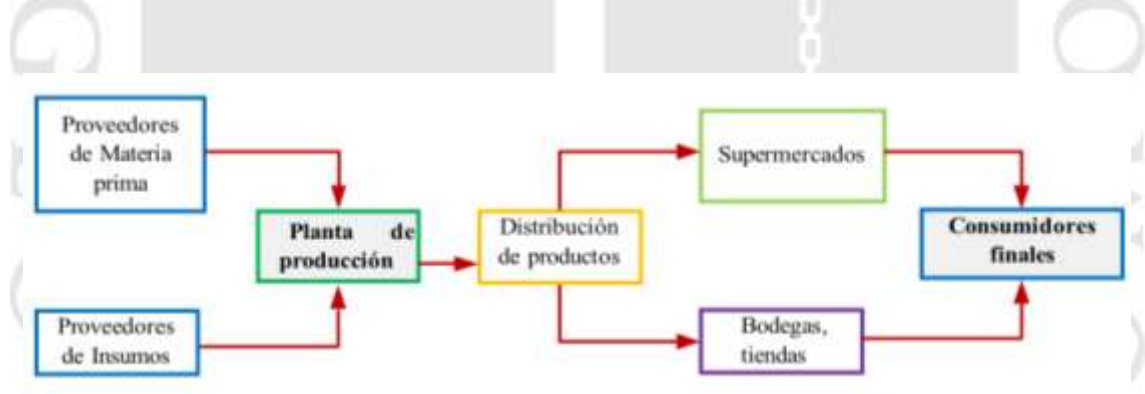 Proveedores
de Materia
prima
Planta de
producción
Proveedores
de Insumos
Distribución
de productos
Supermercados
Bodegas,
tiendas
Consumidores
finales